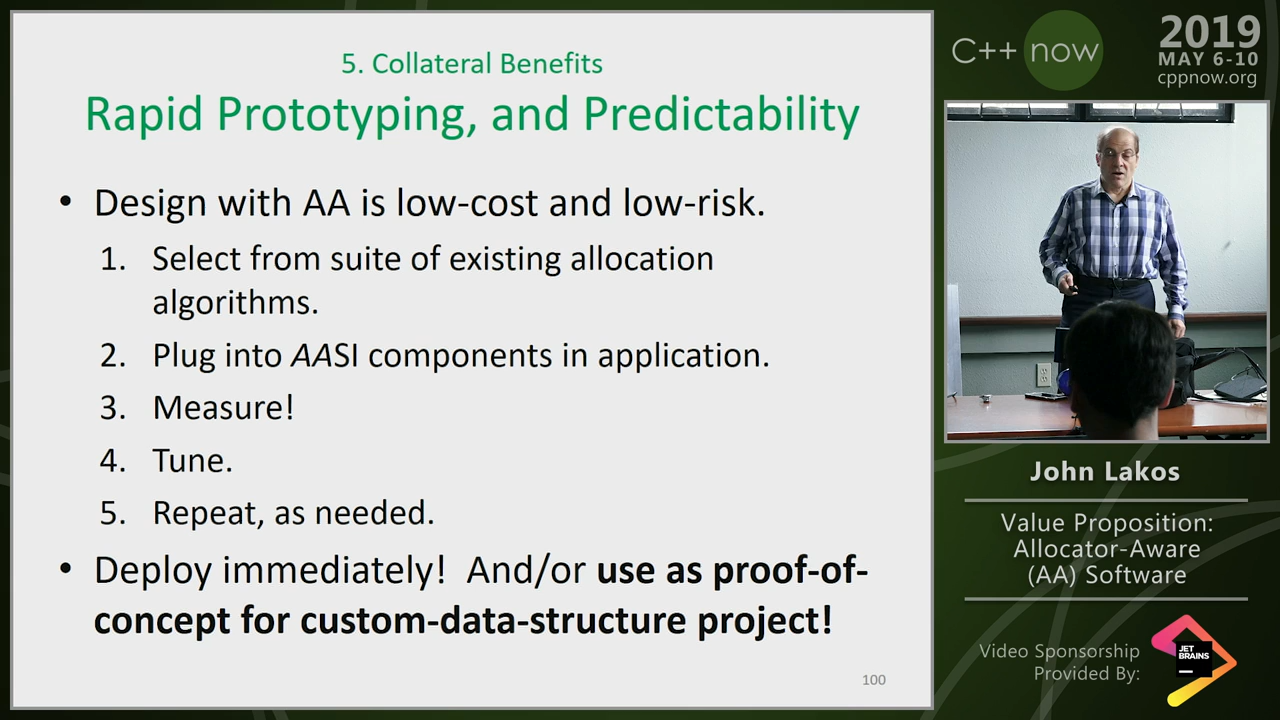 5. Collateral Benefits
Rapid Prototyping, and Predictability
• Design with AA is low-cost and low-risk.
1. Select from suite of existing allocation
algorithms.
2. Plug into AASI components in application.
3. Measure!
4. Tune.
5. Repeat, as needed.
• Deploy immediately! And/or use as proof-of-
concept for custom-data-structure project!
100
C++ now
2019
MAY 6-10
cppnow.org
John Lakos
Value Proposition:
Allocator-Aware
(AA) Software
Video Sponsorship
Provided By:
JET
BRAINS